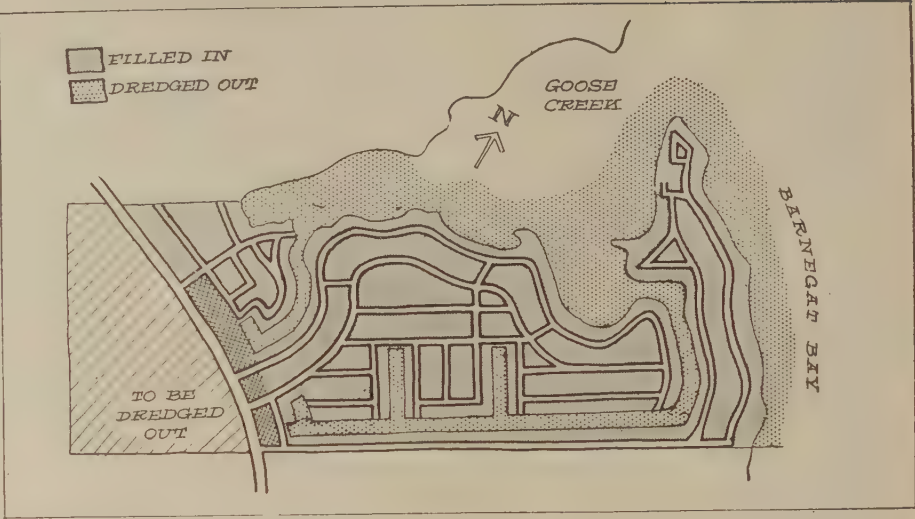 FILLED IN
DREDGED OUT
GOOSE
CREEK
N
BARNEGAT BAY
TO BE
DREDGED
OUT